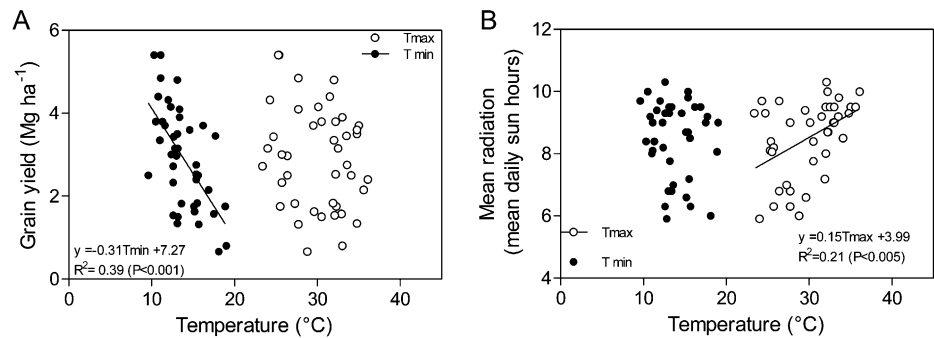 A
Grain yield (Mg ha⁻¹)
6
4
2
0
Tmax
T min
y =-0.31Tmin +7.27
R²= 0.39 (P<0.001)
0 10 20 30 40
Temperature (°C)
B
Mean radiation
(mean daily sun hours)
12
10
8
6
4
Tmax
T min
y =0.15Tmax +3.99
R²=0.21 (P<0.005)
0 10 20 30 40
Temperature (°C)